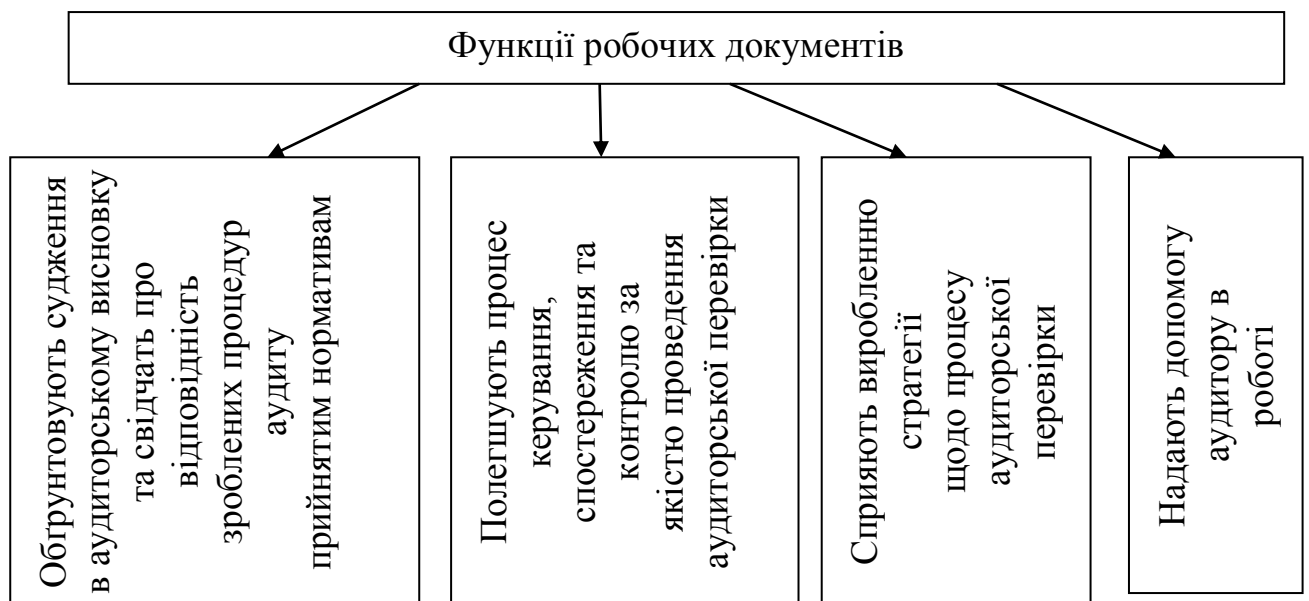 Функції робочих документів
Обґрунтовують судження
в аудиторському висновку
та свідчать про
відповідність
зроблених процедур
аудиту
прийнятим нормативам
Полегшують процес
керування,
спостереження та
контролю за
якістю проведення
аудиторської перевірки
Сприяють виробленню
стратегії
щодо процесу
аудиторської
перевірки
Надають допомогу
аудитору в
роботі